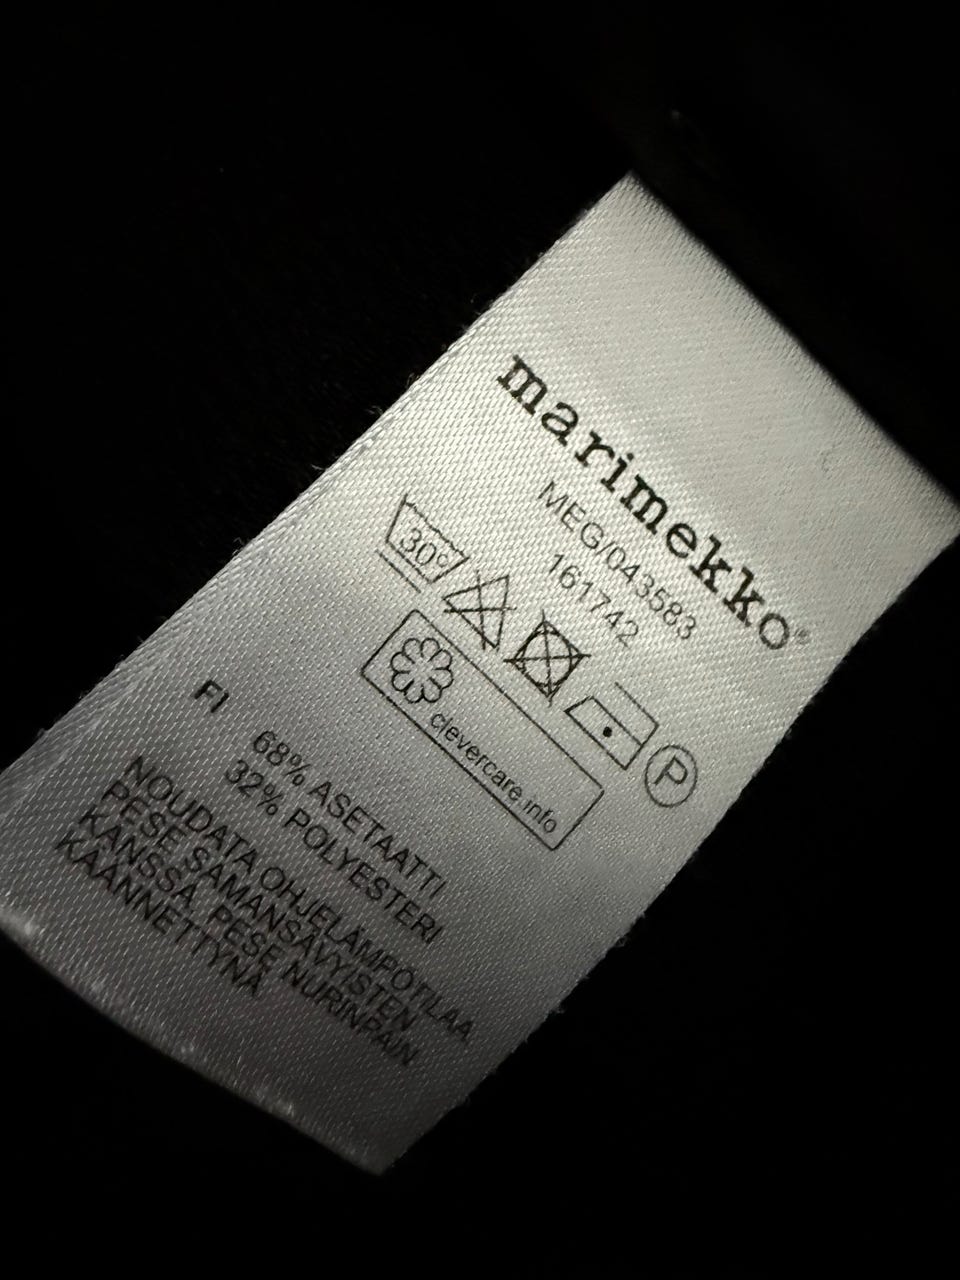 marimekko®
MEG/043583
161742
30°
P
clevercare.info
FI
68% ASETAATTI
32% POLYESTERI
NOUDATA OHJELÄMPÖTILAA.
PESE SAMANSÄVYISTEN
KANSSA. PESE NURINPÄIN
KÄÄNNETTYNÄ